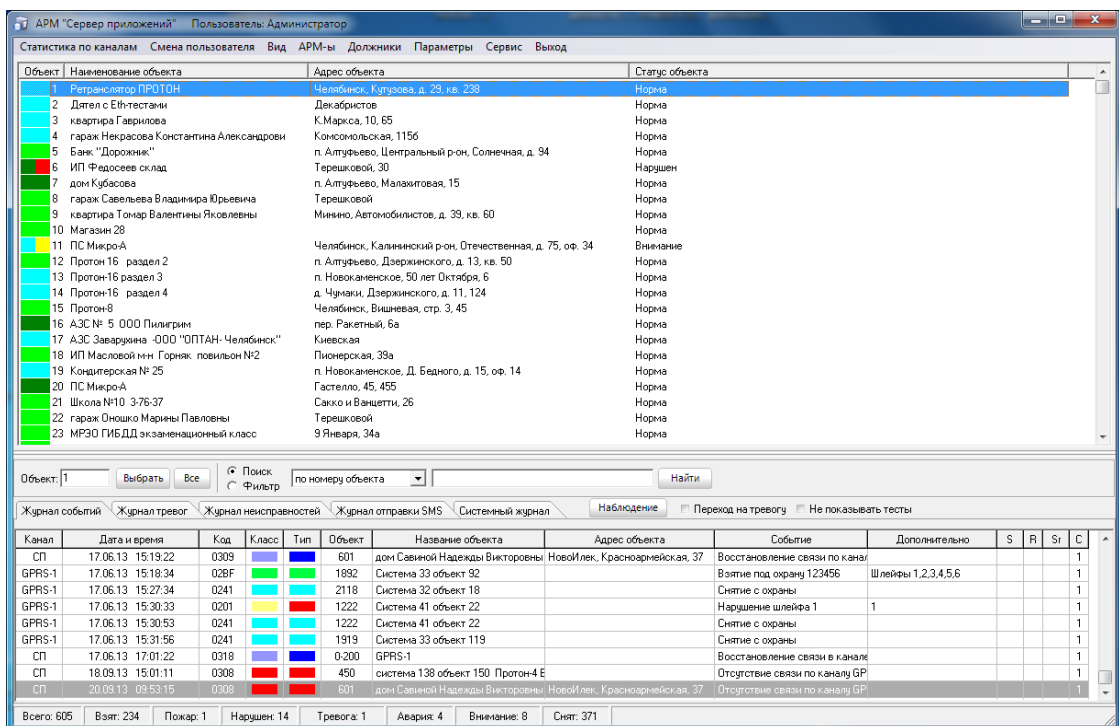 АРМ "Сервер приложений" Пользователь: Администратор
Статистика по каналам Смена пользователя Вид АРМ-ы Должники Параметры Сервис Выход
Объект Наименование объекта Адрес объекта Статус объекта
1 Ретранслятор ПРОТОН Челябинск, Кутузова, д. 29, кв. 238 Норма
2 Дятел с Eth-тестами Декабристов Норма
3 квартира Гаврилова К.Маркса, 10, 65 Норма
4 гараж Некрасова Константина Александрови Комсомольская, 115б Норма
5 Банк "Дорожник" п. Алтуфьево, Центральный р-он, Солнечная, д. 94 Норма
6 ИП Федосеев склад Терешковой, 30 Нарушен
7 дом Кубасова п. Алтуфьево, Малахитовая, 15 Норма
8 гараж Савельева Владимира Юрьевича Терешковой Норма
9 квартира Томар Валентины Яковлевны Минино, Автомобилистов, д. 39, кв. 60 Норма
10 Магазин 28 Норма
11 ПС Микро-А Челябинск, Калининский р-он, Отечественная, д. 75, оф. 34 Внимание
12 Протон 16 раздел 2 п. Алтуфьево, Дзержинского, д. 13, кв. 50 Норма
13 Протон-16 раздел 3 п. Новокаменское, 50 лет Октября, 6 Норма
14 Протон-16 раздел 4 д. Чумаки, Дзержинского, д. 11, 124 Норма
15 Протон-8 Челябинск, Вишневая, стр. 3, 45 Норма
16 АЗС № 5 ООО Пилигрим пер. Ракетный, 6а Норма
17 АЗС Заварухина -ООО "ОПТАН- Челябинск" Киевская Норма
18 ИП Масловой м-н Горняк повильон №2 Пионерская, 39а Норма
19 Кондитерская № 25 п. Новокаменское, Д. Бедного, д. 15, оф. 14 Норма
20 ПС Микро-А Гастелло, 45, 455 Норма
21 Школа №10 3-76-37 Сакко и Ванцетти, 26 Норма
22 гараж Оношко Марины Павловны Терешковой Норма
23 МРЭО ГИБДД экзаменационный класс 9 Января, 34а Норма
Объект: 1 Выбрать Все Поиск Фильтр по номеру объекта Найти
Журнал событий Журнал тревог Журнал неисправностей Журнал отправки SMS Системный журнал Наблюдение Переход на тревогу Не показывать тесты
Канал Дата и время Код Класс Тип Объект Название объекта Адрес объекта Событие Дополнительно S R Sr C
СП 17.06.13 15:19:22 0309 601 дом Савиной Надежды Викторовны НовоИлек, Красноармейская, 37 Восстановление связи по канал 1
GPRS-1 17.06.13 15:18:34 02BF 1892 Система 33 объект 92 Взятие под охрану 123456 Шлейфы 1,2,3,4,5,6 1
GPRS-1 17.06.13 15:27:34 0241 2118 Система 32 объект 18 Снятие с охраны 1
GPRS-1 17.06.13 15:30:33 0201 1222 Система 41 объект 22 Нарушение шлейфа 1 1 1
GPRS-1 17.06.13 15:30:53 0241 1222 Система 41 объект 22 Снятие с охраны 1
GPRS-1 17.06.13 15:31:56 0241 1919 Система 33 объект 119 Снятие с охраны 1
СП 17.06.13 17:01:22 0318 0-200 GPRS-1 Восстановление связи в канале 1
СП 18.09.13 15:01:11 0308 450 система 138 объект 150 Протон-4 Е Отсутствие связи по каналу GP 1
СП 20.09.13 09:53:15 0308 601 дом Савиной Надежды Викторовны НовоИлек, Красноармейская, 37 Отсутствие связи по каналу GP 1
Всего: 605 Взят: 234 Пожар: 1 Нарушен: 14 Тревога: 1 Авария: 4 Внимание: 8 Снят: 371